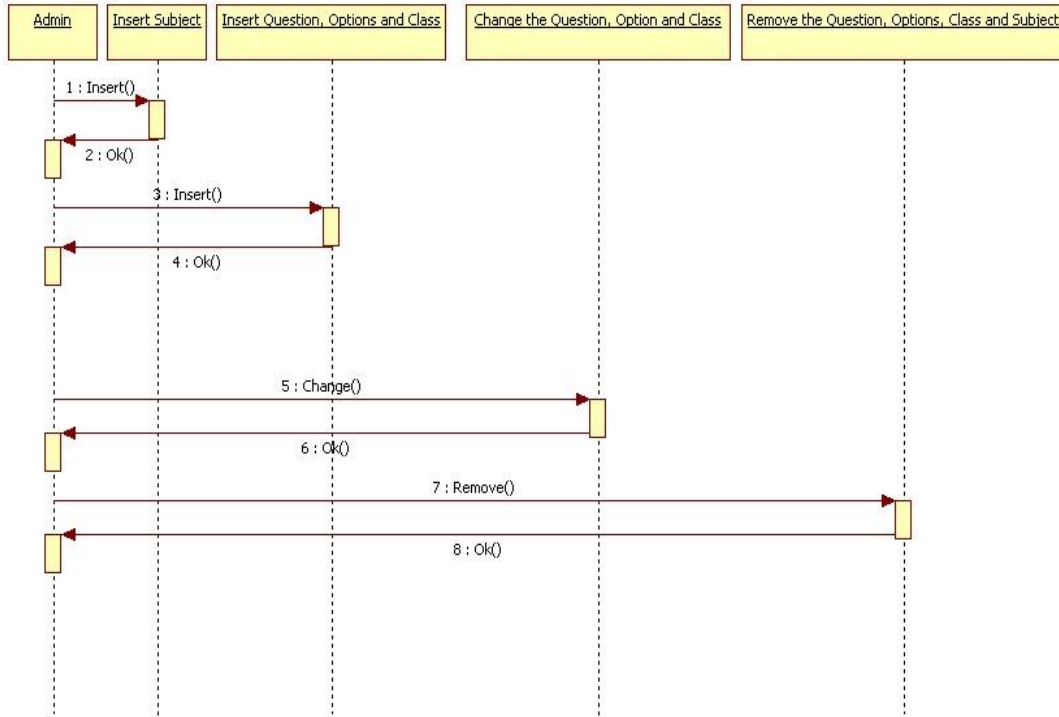 Admin
Insert Subject
Insert Question, Options and Class
Change the Question, Option and Class
Remove the Question, Options, Class and Subject
1 : Insert()
2 : Ok()
3 : Insert()
4 : Ok()
5 : Change()
6 : Ok()
7 : Remove()
8 : Ok()